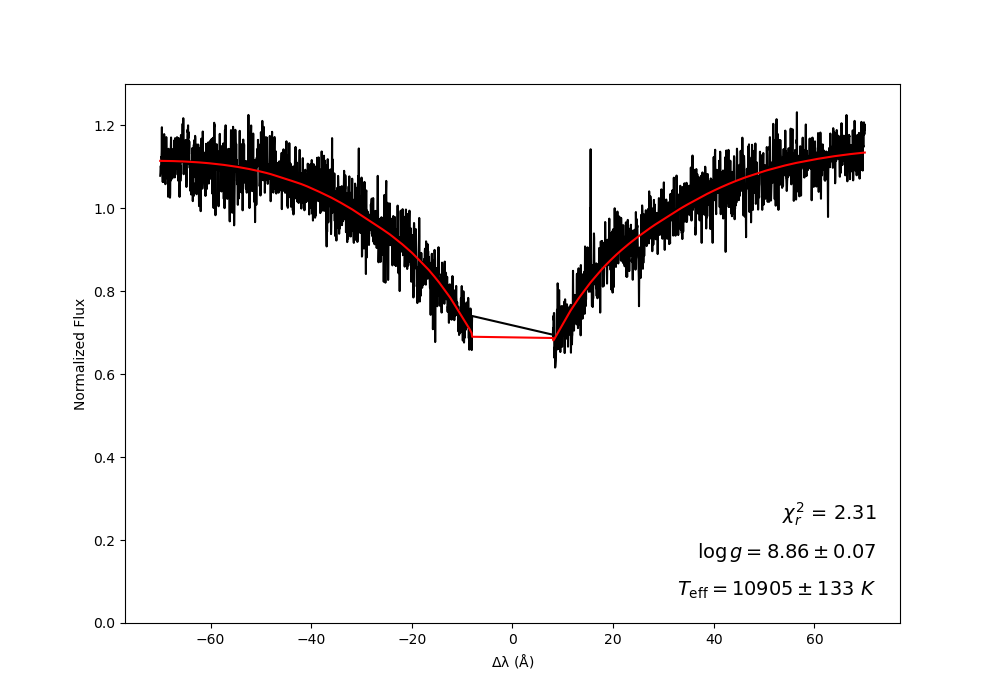 1.2
1.0
0.8
0.6
0.4
0.2
0.0
Normalized Flux
χ²ᵣ = 2.31
log g = 8.86 ± 0.07
T_eff = 10905 ± 133 K
−60 −40 −20 0 20 40 60
Δλ (Å)